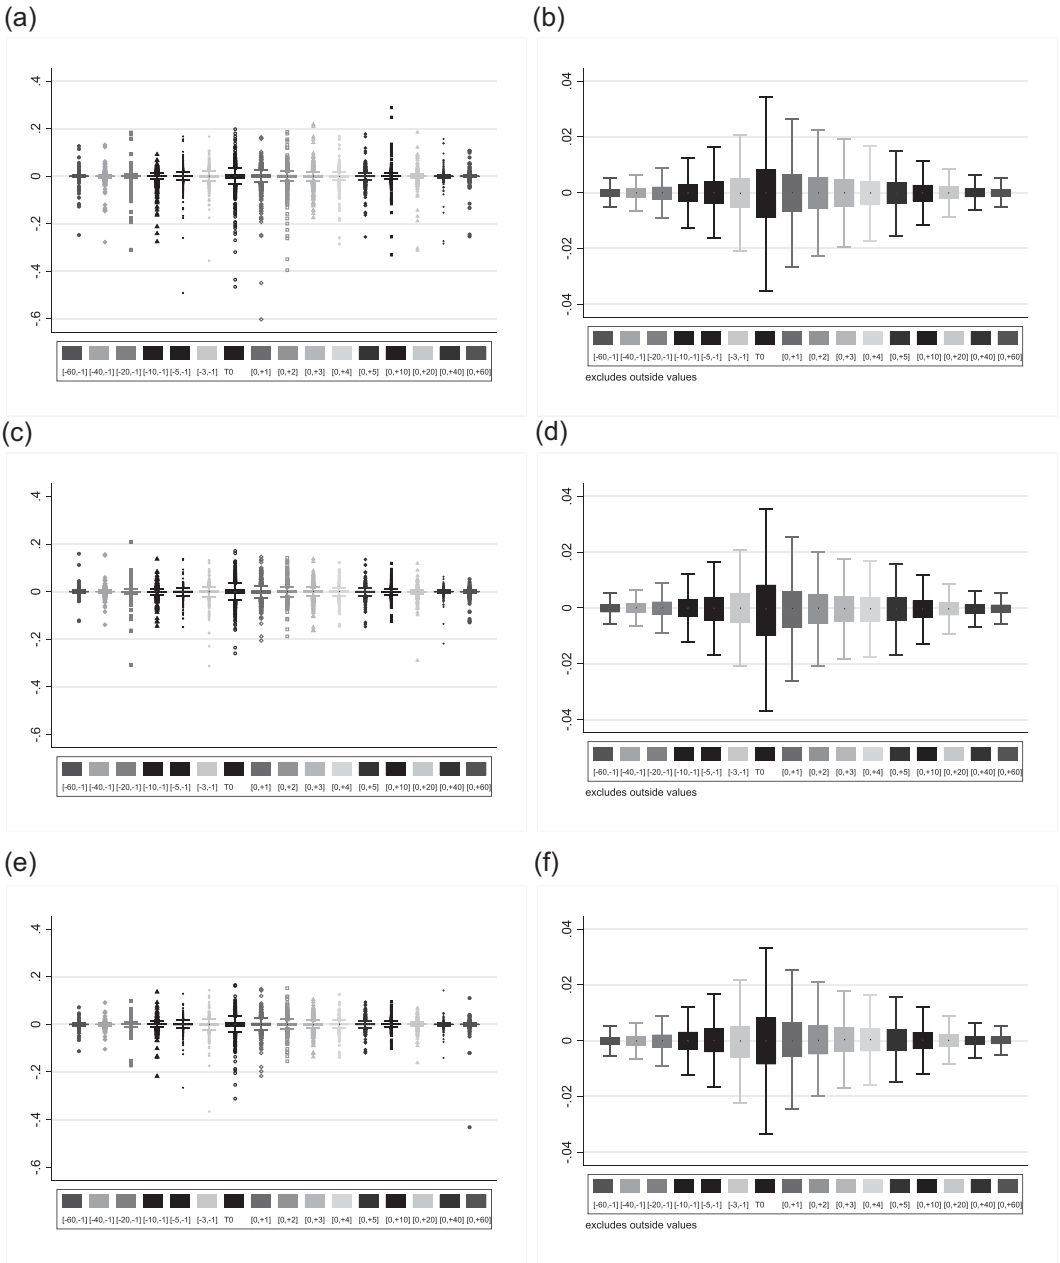 (a)
.4
.2
0
-.2
-.4
-.6
[-60,-1] [-40,-1] [-20,-1] [-10,-1] [-5,-1] [-3,-1] T0 [0,+1] [0,+2] [0,+3] [0,+4] [0,+5] [0,+10] [0,+20] [0,+40] [0,+60]
(b)
.04
.02
0
-.02
-.04
[-60,-1] [-40,-1] [-20,-1] [-10,-1] [-5,-1] [-3,-1] T0 [0,+1] [0,+2] [0,+3] [0,+4] [0,+5] [0,+10] [0,+20] [0,+40] [0,+60]
excludes outside values
(c)
.4
.2
0
-.2
-.4
-.6
[-60,-1] [-40,-1] [-20,-1] [-10,-1] [-5,-1] [-3,-1] T0 [0,+1] [0,+2] [0,+3] [0,+4] [0,+5] [0,+10] [0,+20] [0,+40] [0,+60]
(d)
.04
.02
0
-.02
-.04
[-60,-1] [-40,-1] [-20,-1] [-10,-1] [-5,-1] [-3,-1] T0 [0,+1] [0,+2] [0,+3] [0,+4] [0,+5] [0,+10] [0,+20] [0,+40] [0,+60]
excludes outside values
(e)
.4
.2
0
-.2
-.4
-.6
[-60,-1] [-40,-1] [-20,-1] [-10,-1] [-5,-1] [-3,-1] T0 [0,+1] [0,+2] [0,+3] [0,+4] [0,+5] [0,+10] [0,+20] [0,+40] [0,+60]
(f)
.04
.02
0
-.02
-.04
[-60,-1] [-40,-1] [-20,-1] [-10,-1] [-5,-1] [-3,-1] T0 [0,+1] [0,+2] [0,+3] [0,+4] [0,+5] [0,+10] [0,+20] [0,+40] [0,+60]
excludes outside values